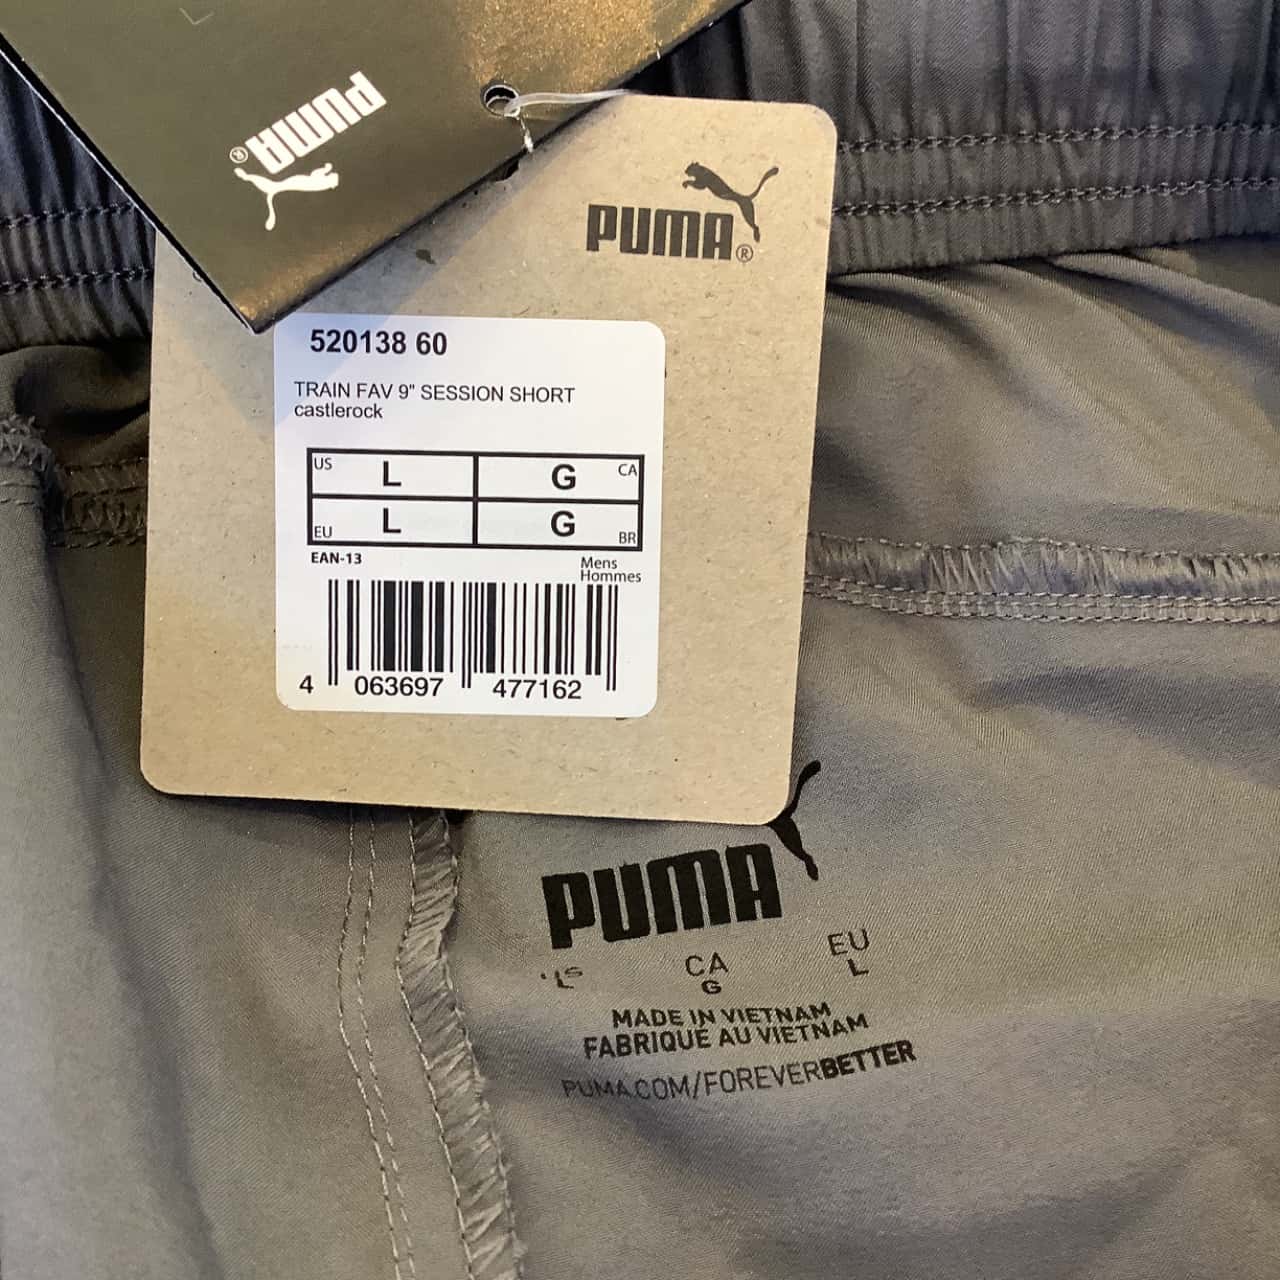 PUMA®
PUMA®
520138 60
TRAIN FAV 9" SESSION SHORT
castlerock
US L G CA
EU L G BR
EAN-13
Mens
Hommes
4 063697 477162
PUMA
CA EU
L G L
MADE IN VIETNAM
FABRIQUE AU VIETNAM
PUMA.COM/FOREVERBETTER